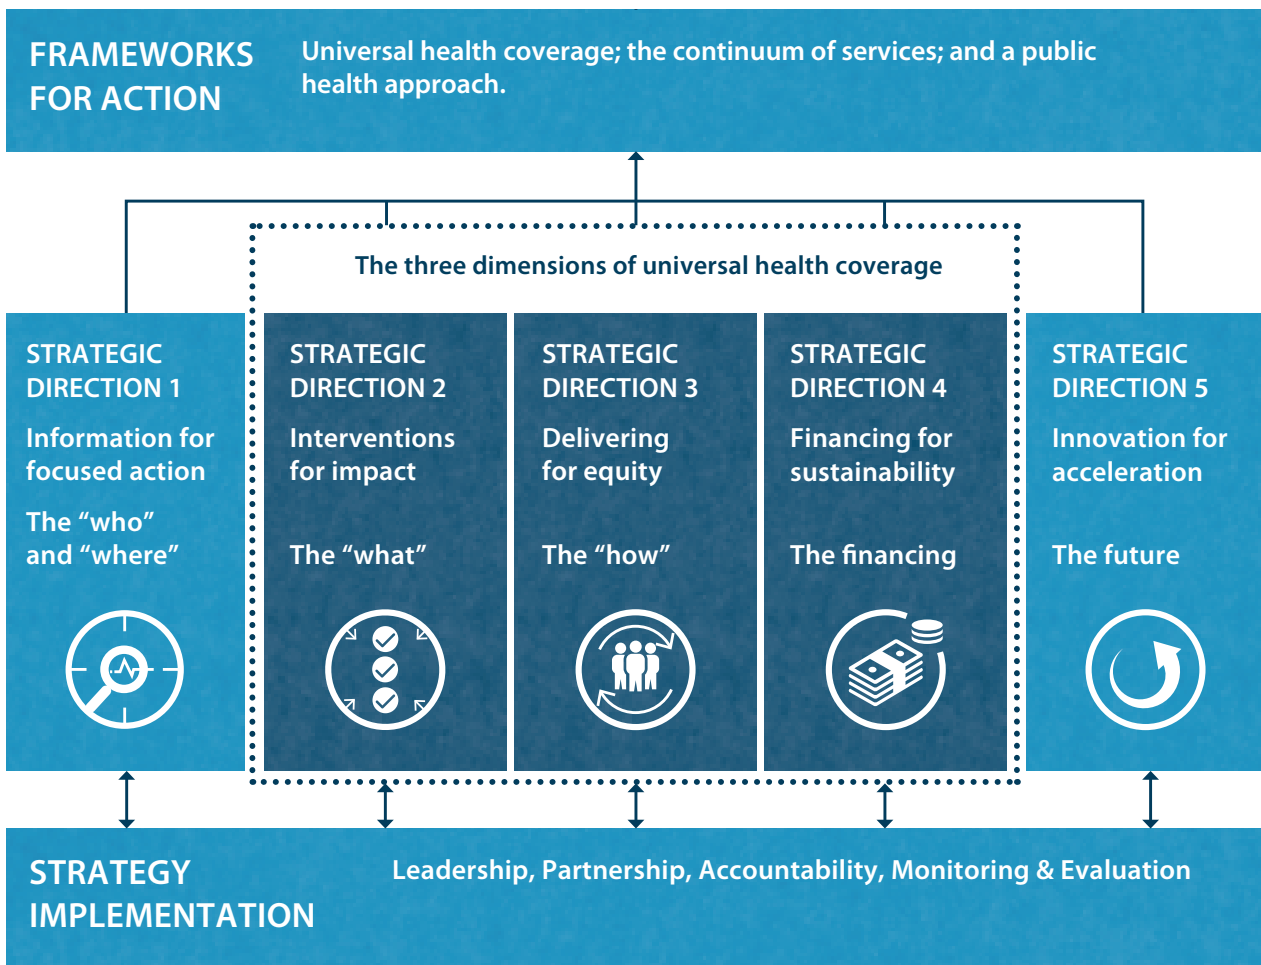 FRAMEWORKS
FOR ACTION
Universal health coverage; the continuum of services; and a public
health approach.
The three dimensions of universal health coverage
STRATEGIC
DIRECTION 1
Information for
focused action
The “who”
and “where”
STRATEGIC
DIRECTION 2
Interventions
for impact
The “what”
STRATEGIC
DIRECTION 3
Delivering
for equity
The “how”
STRATEGIC
DIRECTION 4
Financing for
sustainability
The financing
STRATEGIC
DIRECTION 5
Innovation for
acceleration
The future
STRATEGY
IMPLEMENTATION
Leadership, Partnership, Accountability, Monitoring & Evaluation